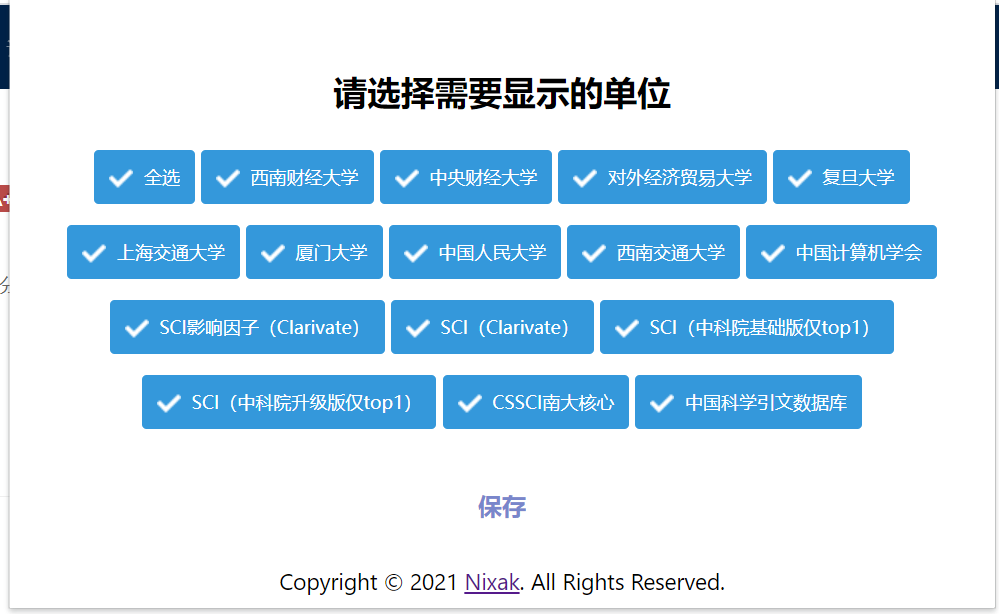 请选择需要显示的单位
全选 西南财经大学 中央财经大学 对外经济贸易大学 复旦大学
上海交通大学 厦门大学 中国人民大学 西南交通大学 中国计算机学会
SCI影响因子（Clarivate） SCI（Clarivate） SCI（中科院基础版仅top1）
SCI（中科院升级版仅top1） CSSCI南大核心 中国科学引文数据库
保存
Copyright © 2021 Nixak. All Rights Reserved.